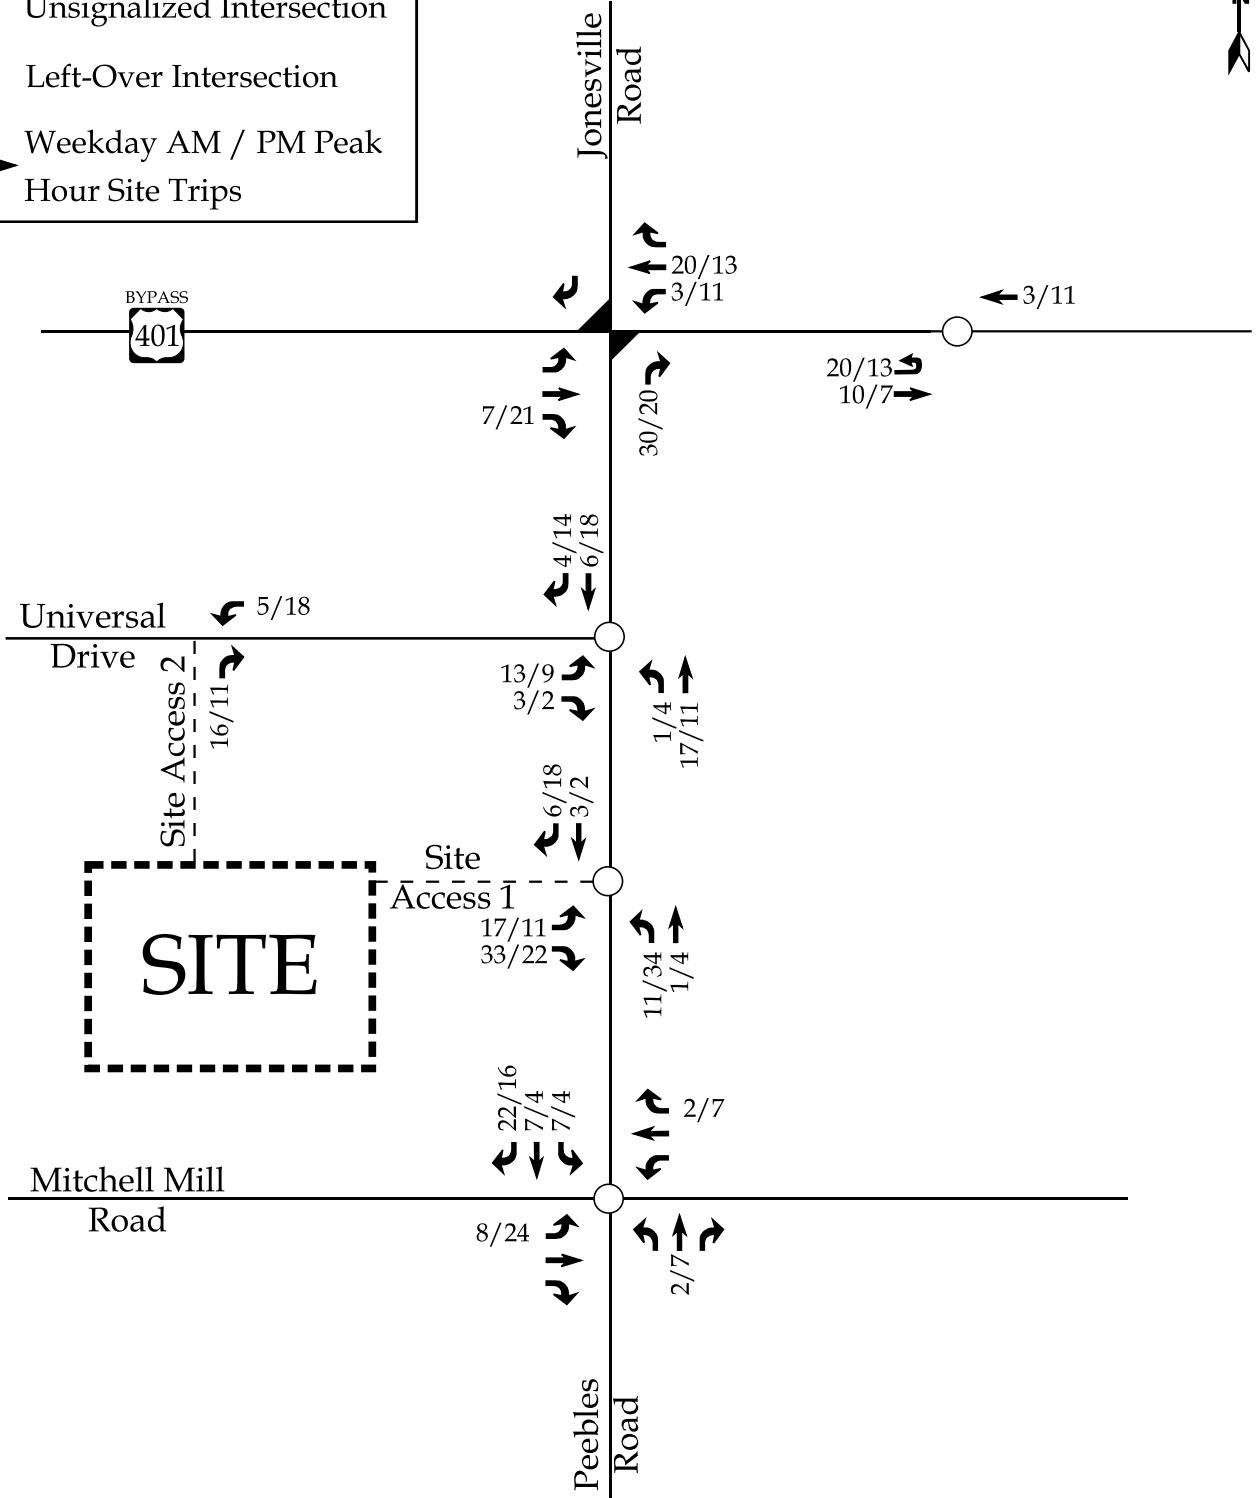 Unsignalized Intersection
Left-Over Intersection
Weekday AM / PM Peak
Hour Site Trips
N
Jonesville
Road
20/13
3/11
BYPASS
401
3/11
20/13
10/7
7/21
30/20
4/14
6/18
Universal
Drive
5/18
Site Access 2
16/11
13/9
3/2
1/4
17/11
6/18
3/2
Site
Access 1
17/11
33/22
SITE
11/34
1/4
22/16
7/4
7/4
2/7
Mitchell Mill
Road
8/24
2/7
Peebles
Road